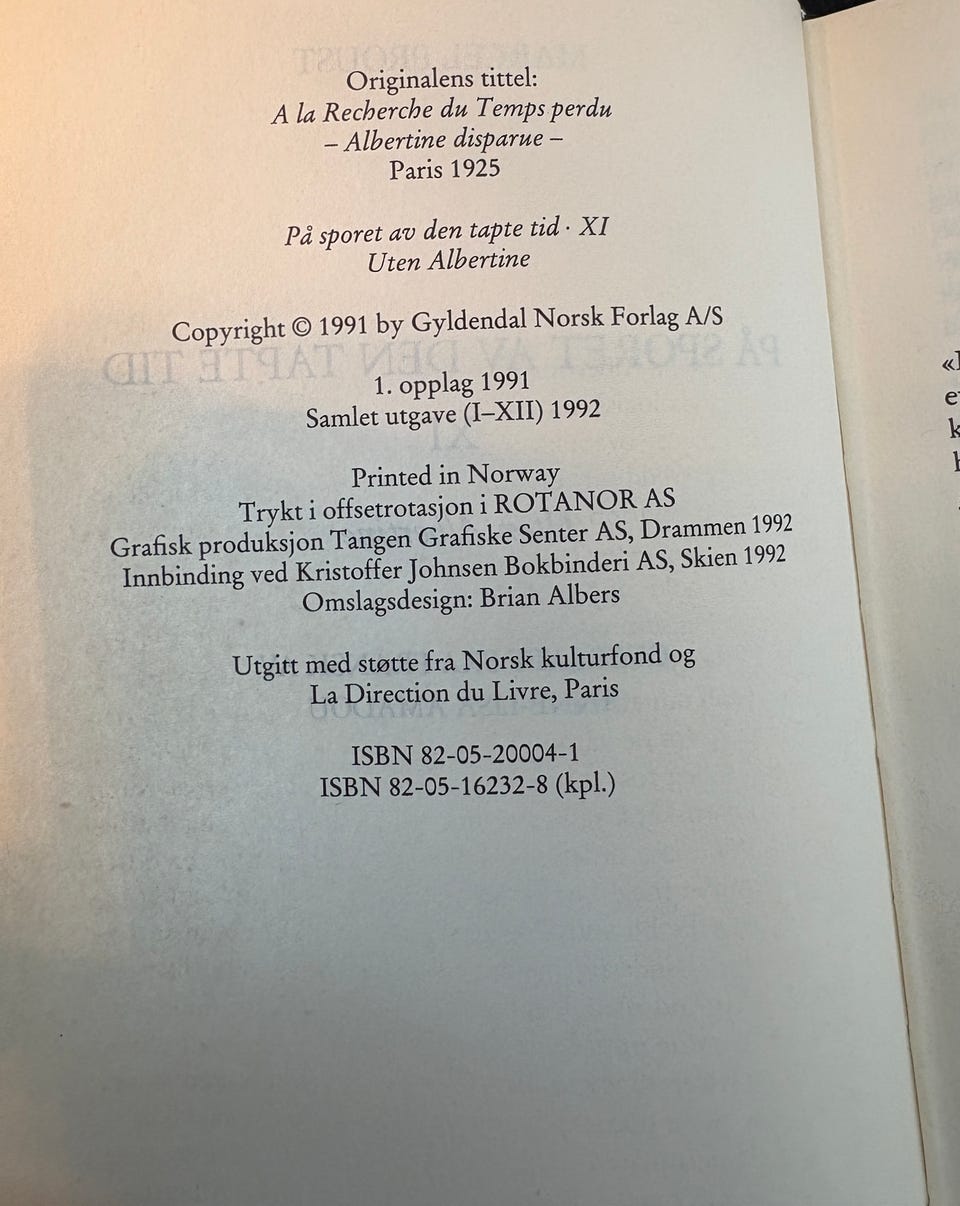 Originalens tittel:
A la Recherche du Temps perdu
– Albertine disparue –
Paris 1925
På sporet av den tapte tid · XI
Uten Albertine
Copyright © 1991 by Gyldendal Norsk Forlag A/S
1. opplag 1991
Samlet utgave (I–XII) 1992
Printed in Norway
Trykt i offsetrotasjon i ROTANOR AS
Grafisk produksjon Tangen Grafiske Senter AS, Drammen 1992
Innbinding ved Kristoffer Johnsen Bokbinderi AS, Skien 1992
Omslagsdesign: Brian Albers
Utgitt med støtte fra Norsk kulturfond og
La Direction du Livre, Paris
ISBN 82-05-20004-1
ISBN 82-05-16232-8 (kpl.)